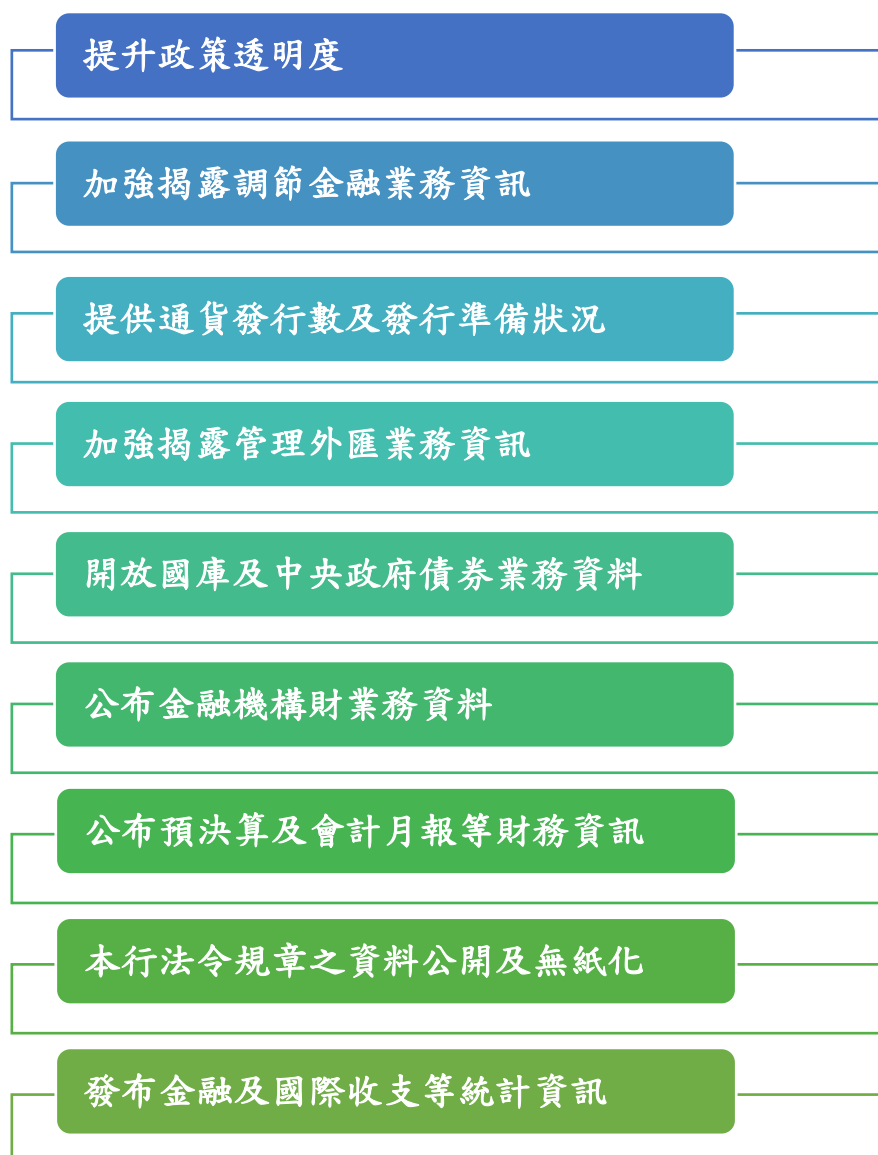 提升政策透明度
加強揭露調節金融業務資訊
提供通貨發行數及發行準備狀況
加強揭露管理外匯業務資訊
開放國庫及中央政府債券業務資料
公布金融機構財業務資料
公布預決算及會計月報等財務資訊
本行法令規章之資料公開及無紙化
發布金融及國際收支等統計資訊